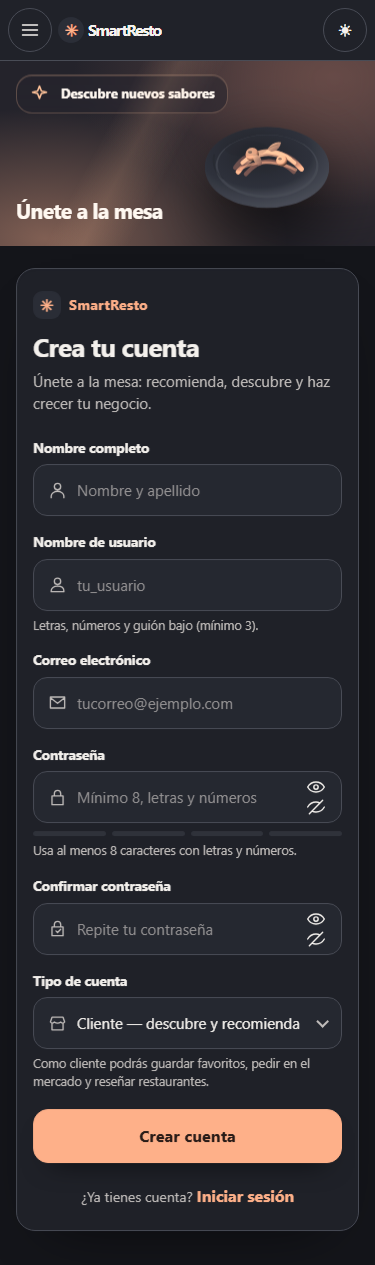 SmartResto
Descubre nuevos sabores
Únete a la mesa
SmartResto
Crea tu cuenta
Únete a la mesa: recomienda, descubre y haz
crecer tu negocio.
Nombre completo
Nombre y apellido
Nombre de usuario
tu_usuario
Letras, números y guión bajo (mínimo 3).
Correo electrónico
tucorreo@ejemplo.com
Contraseña
Mínimo 8, letras y números
Usa al menos 8 caracteres con letras y números.
Confirmar contraseña
Repite tu contraseña
Tipo de cuenta
Cliente — descubre y recomienda
Como cliente podrás guardar favoritos, pedir en el
mercado y reseñar restaurantes.
Crear cuenta
¿Ya tienes cuenta? Iniciar sesión